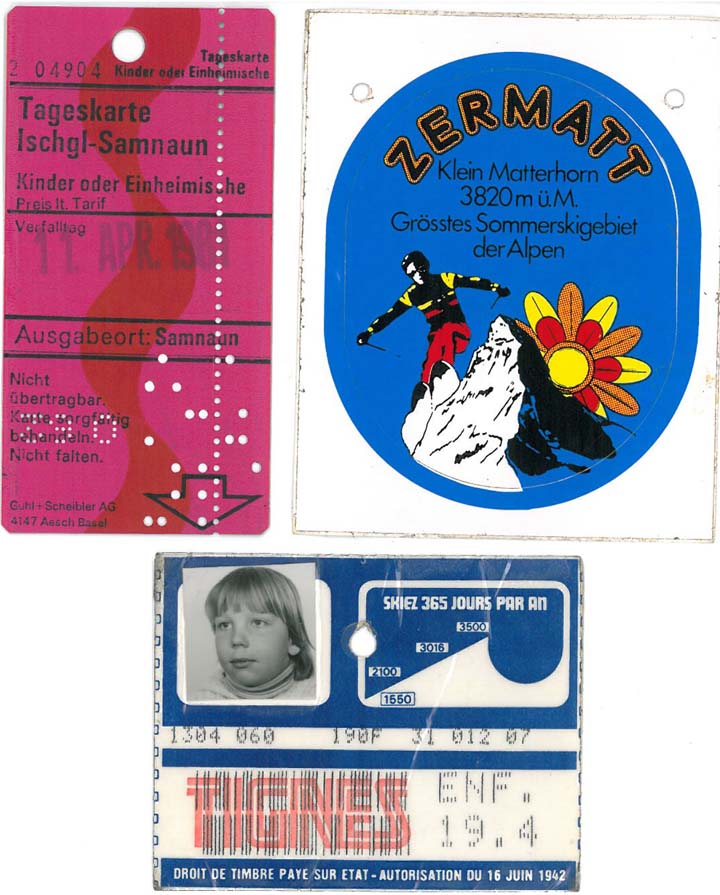 Tageskarte
2 04904 Kinder oder Einheimische
Tageskarte
Ischgl-Samnaun
Kinder oder Einheimische
Preis lt. Tarif
Verfalltag
11. APR.
Ausgabeort: Samnaun
Nicht
übertragbar.
Karte sorgfältig
behandeln.
Nicht falten.
Guhl + Scheibler AG
4147 Aesch Basel
ZERMATT
Klein Matterhorn
3820 m ü.M.
Grösstes Sommerskigebiet
der Alpen
SKIEZ 365 JOURS PAR AN
3500
3016
2100
1550
1304 060 190F 31 012 07
TIGNES
ENF.
19.4
DROIT DE TIMBRE PAYE SUR ETAT - AUTORISATION DU 16 JUIN 1942